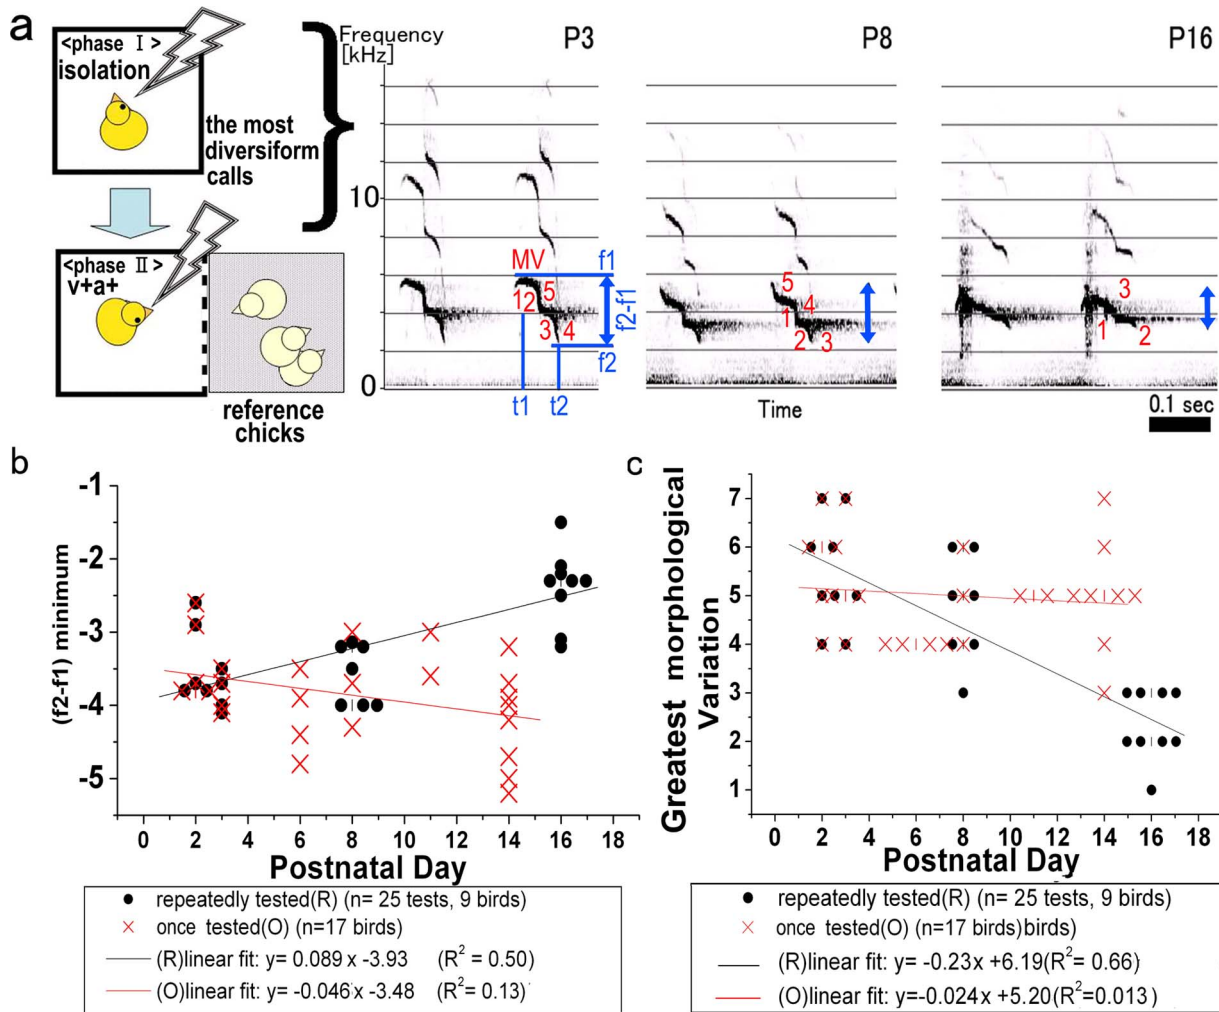 a
<phase Ⅰ>
isolation
the most
diversiform
calls
<phase Ⅱ>
v+a+
reference
chicks
Frequency
[kHz]
10
0
P3
MV
12 5
3 4
f1
f2-f1
f2
t1 t2
P8
5
4
1
2 3
Time
P16
3
1 2
0.1 sec
b
(f2-f1) minimum
-1
-2
-3
-4
-5
0 2 4 6 8 10 12 14 16 18
Postnatal Day
repeatedly tested(R) (n= 25 tests, 9 birds)
once tested(O) (n=17 birds)
(R)linear fit: y= 0.089 x -3.93 (R² = 0.50)
(O)linear fit: y= -0.046x -3.48 (R²= 0.13)
c
Greatest morphological
Variation
7
6
5
4
3
2
1
0 2 4 6 8 10 12 14 16 18
Postnatal Day
repeatedly tested(R) (n= 25 tests, 9 birds)
once tested(O) (n=17 birds)birds)
(R)linear fit: y= -0.23x +6.19(R²= 0.66)
(O)linear fit: y=-0.024x +5.20(R²=0.013)